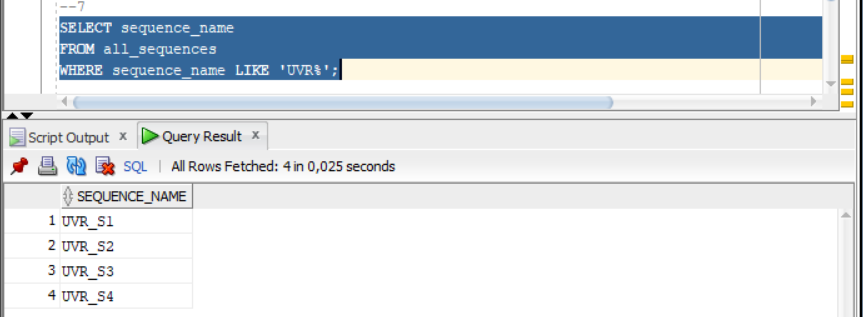 --7
SELECT sequence_name
FROM all_sequences
WHERE sequence_name LIKE 'UVR%';
Script Output x Query Result x
SQL | All Rows Fetched: 4 in 0,025 seconds
SEQUENCE_NAME
1 UVR_S1
2 UVR_S2
3 UVR_S3
4 UVR_S4